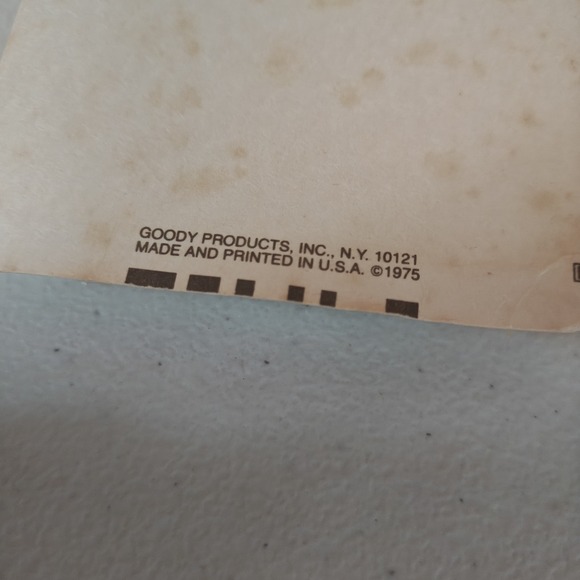 GOODY PRODUCTS, INC., N.Y. 10121
MADE AND PRINTED IN U.S.A. ©1975